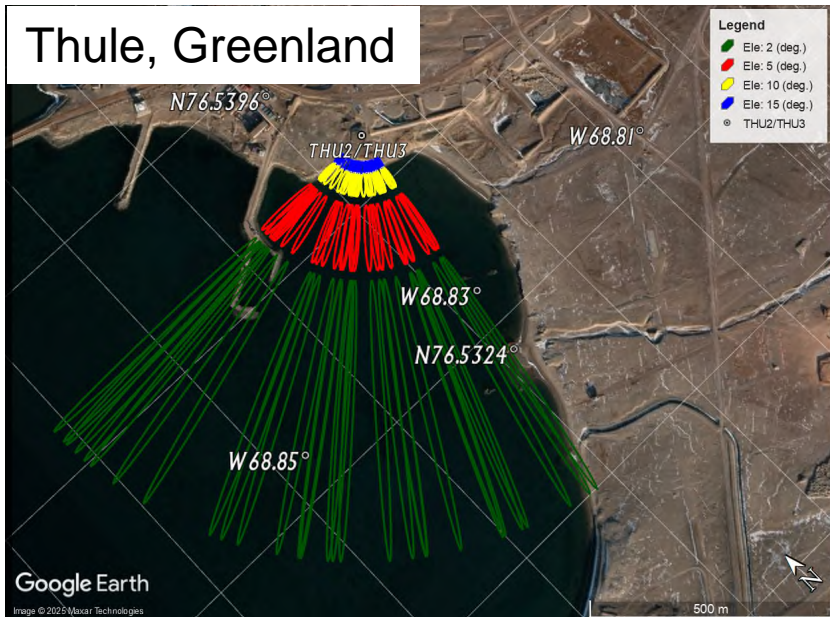 Thule, Greenland
Legend
Ele: 2 (deg.)
Ele: 5 (deg.)
Ele: 10 (deg.)
Ele: 15 (deg.)
THU2/THU3
N76.5396°
W68.81°
THU2/THU3
W68.83°
N76.5324°
W68.85°
N
Google Earth
Image © 2025 Maxar Technologies
500 m